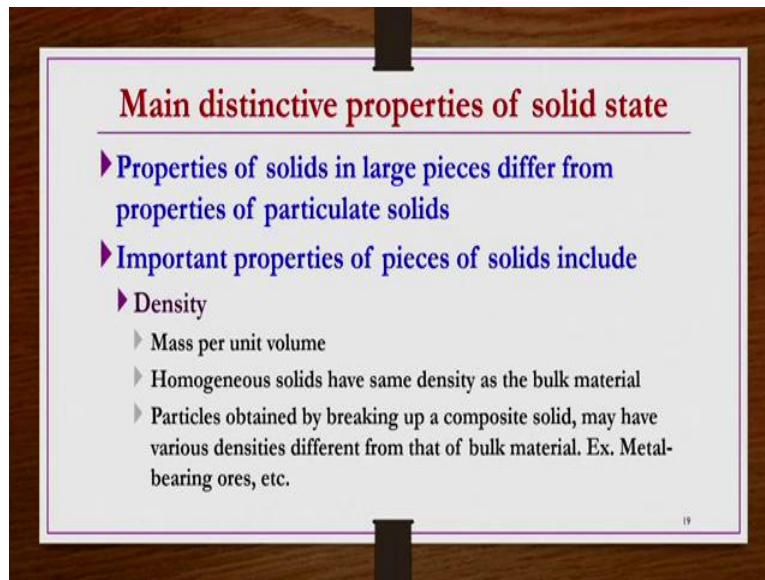 Main distinctive properties of solid state
Properties of solids in large pieces differ from
properties of particulate solids
Important properties of pieces of solids include
Density
Mass per unit volume
Homogeneous solids have same density as the bulk material
Particles obtained by breaking up a composite solid, may have
various densities different from that of bulk material. Ex. Metal-
bearing ores, etc.
19